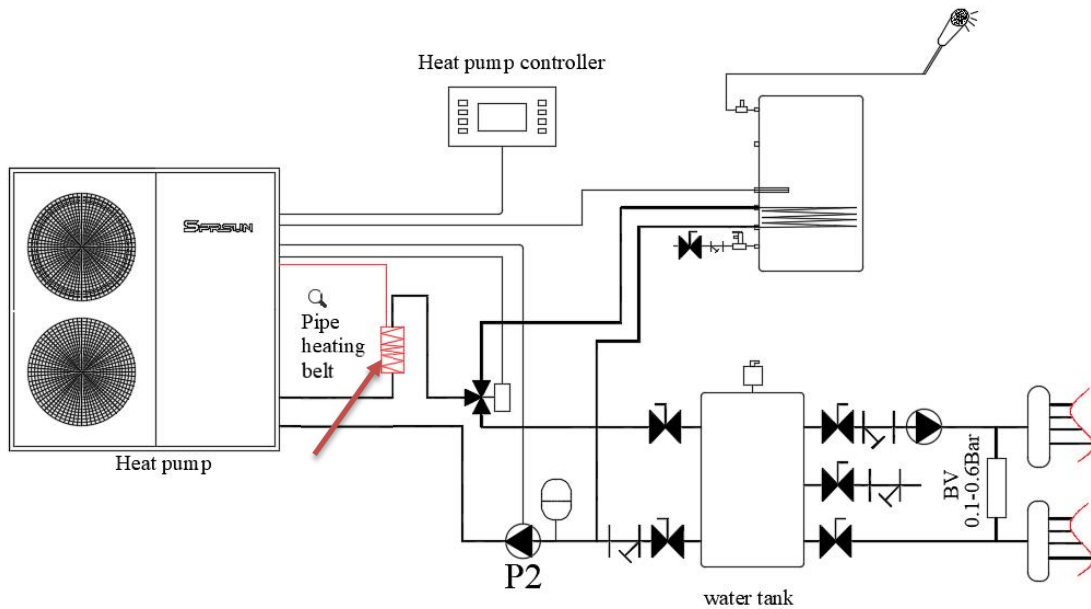 Heat pump controller
SPRSUN
Pipe
heating
belt
Heat pump
BV
0.1-0.6Bar
P2
water tank